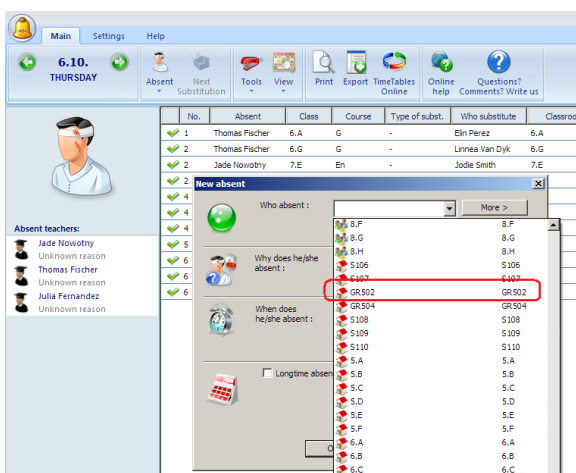 Main Settings Help
6.10.
THURSDAY
Absent Next Substitution Tools View Print Export TimeTables Online Online help Questions? Comments? Write us
No. Absent Class Course Type of subst. Who substitute
1 Thomas Fischer 6.A G - Elin Perez 6.A
2 Thomas Fischer 6.G G - Linnea Van Dyk 6.G
2 Jade Nowotny 7.E En - Jodie Smith 7.E
2
4
4
4
5
6
6
6
Absent teachers:
Jade Nowotny
Unknown reason
Thomas Fischer
Unknown reason
Julia Fernandez
Unknown reason
New absent
Who absent : More >
Why does he/she
absent :
When does
he/she absent :
Longtime absen
8.F 8.F
8.G 8.G
8.H 8.H
S106 S106
S107 S107
GR502 GR502
GR504 GR504
S108 S108
S109 S109
S110 S110
5.A 5.A
5.B 5.B
5.C 5.C
5.D 5.D
5.E 5.E
5.F 5.F
6.A 6.A
6.B 6.B
6.C 6.C